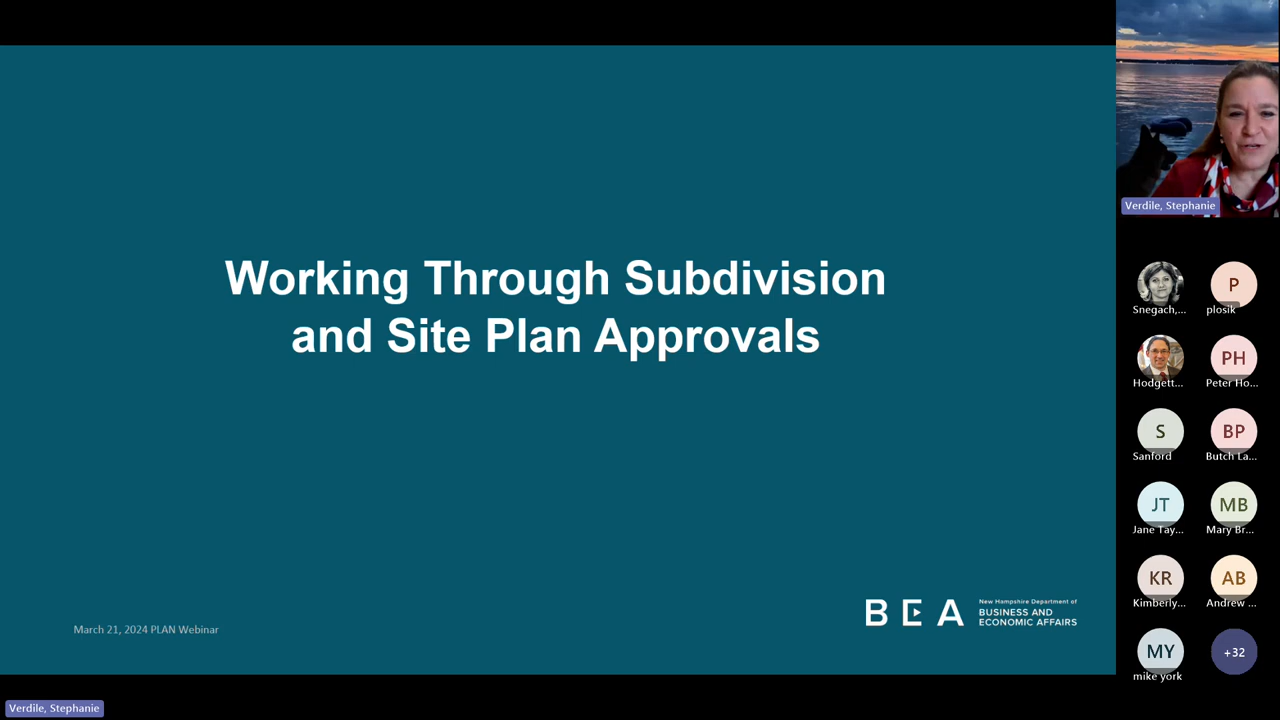 Working Through Subdivision
and Site Plan Approvals
March 21, 2024 PLAN Webinar
BEA
New Hampshire Department of
BUSINESS AND
ECONOMIC AFFAIRS
Verdile, Stephanie
Verdile, Stephanie
Snegach,...
P
plosik
Hodgett...
PH
Peter Ho...
S
Sanford
BP
Butch La...
JT
Jane Tay...
MB
Mary Br...
KR
Kimberly...
AB
Andrew ...
MY
mike york
+32